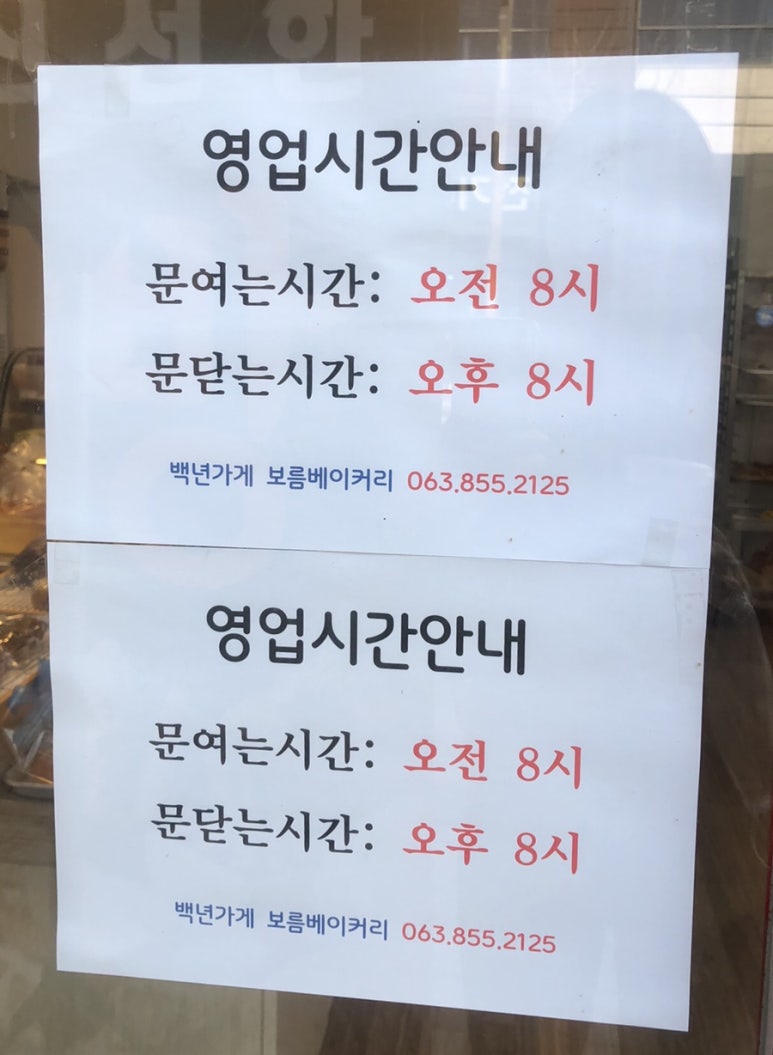 영업시간안내
문여는시간: 오전 8시
문닫는시간: 오후 8시
백년가게 보름베이커리 063.855.2125
영업시간안내
문여는시간: 오전 8시
문닫는시간: 오후 8시
백년가게 보름베이커리 063.855.2125